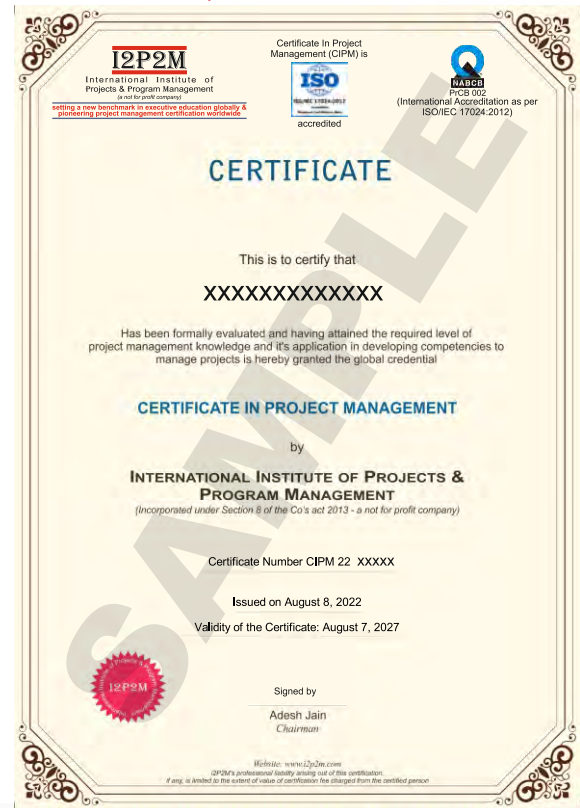 I2P2M
International Institute of
Projects & Program Management
(a not for profit company)
setting a new benchmark in executive education globally &
pioneering project management certification worldwide
Certificate In Project
Management (CIPM) is
ISO
ISO/IEC 17024:2012
accredited
NABCB
PrCB 002
(International Accreditation as per
ISO/IEC 17024:2012)
CERTIFICATE
This is to certify that
XXXXXXXXXXXXX
Has been formally evaluated and having attained the required level of
project management knowledge and it's application in developing competencies to
manage projects is hereby granted the global credential
CERTIFICATE IN PROJECT MANAGEMENT
by
INTERNATIONAL INSTITUTE OF PROJECTS &
PROGRAM MANAGEMENT
(Incorporated under Section 8 of the Co's act 2013 - a not for profit company)
Certificate Number CIPM 22 XXXXX
Issued on August 8, 2022
Validity of the Certificate: August 7, 2027
I2P2M
Signed by
Adesh Jain
Chairman
Website: www.i2p2m.com
i2P2M's professional liability arising out of this certification,
if any, is limited to the extent of value of certification fee charged from the certified person
SAMPLE